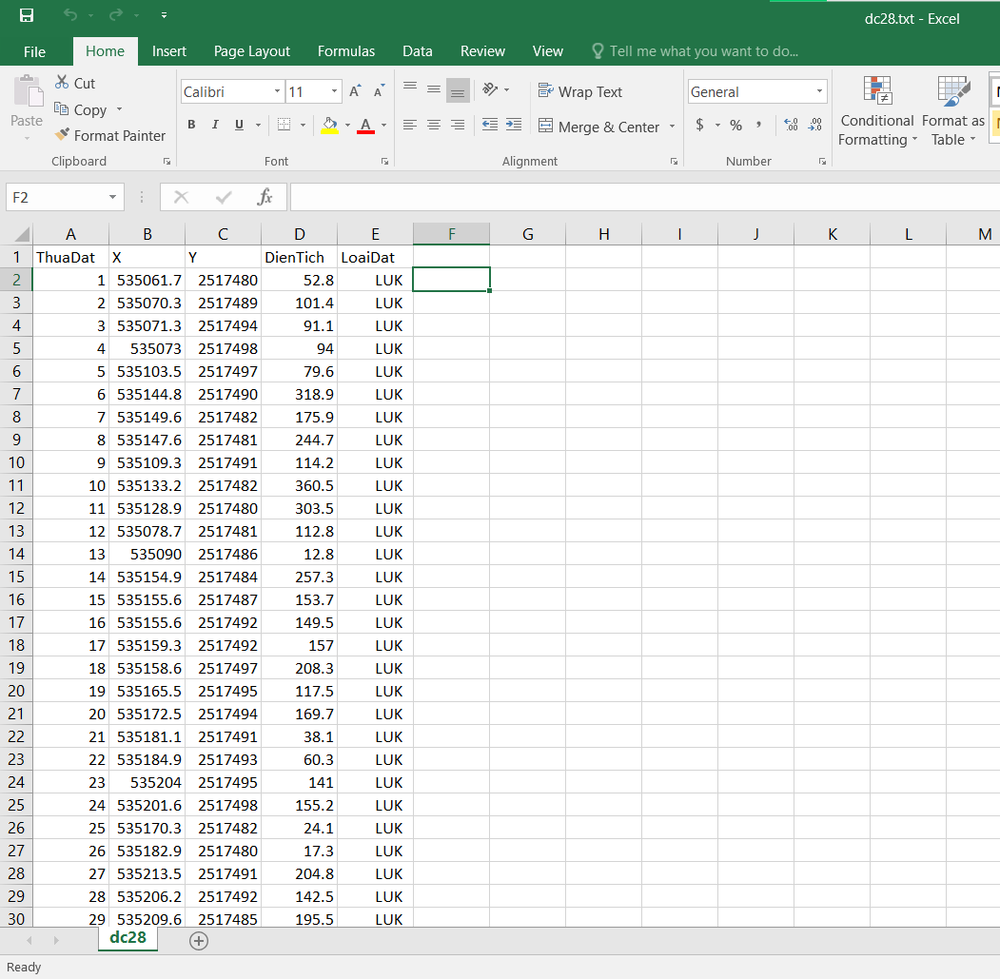 dc28.txt - Excel
File Home Insert Page Layout Formulas Data Review View Tell me what you want to do...
Paste
Cut
Copy
Format Painter
Clipboard
Calibri 11
B I U
Font
Wrap Text
Merge & Center
Alignment
General
$ % ,
Number
Conditional Formatting
Format as Table
F2 fx
A B C D E F G H I J K L M
1 ThuaDat X Y DienTich LoaiDat
2 1 535061.7 2517480 52.8 LUK
3 2 535070.3 2517489 101.4 LUK
4 3 535071.3 2517494 91.1 LUK
5 4 535073 2517498 94 LUK
6 5 535103.5 2517497 79.6 LUK
7 6 535144.8 2517490 318.9 LUK
8 7 535149.6 2517482 175.9 LUK
9 8 535147.6 2517481 244.7 LUK
10 9 535109.3 2517491 114.2 LUK
11 10 535133.2 2517482 360.5 LUK
12 11 535128.9 2517480 303.5 LUK
13 12 535078.7 2517481 112.8 LUK
14 13 535090 2517486 12.8 LUK
15 14 535154.9 2517484 257.3 LUK
16 15 535155.6 2517487 153.7 LUK
17 16 535155.6 2517492 149.5 LUK
18 17 535159.3 2517492 157 LUK
19 18 535158.6 2517497 208.3 LUK
20 19 535165.5 2517495 117.5 LUK
21 20 535172.5 2517494 169.7 LUK
22 21 535181.1 2517491 38.1 LUK
23 22 535184.9 2517493 60.3 LUK
24 23 535204 2517495 141 LUK
25 24 535201.6 2517498 155.2 LUK
26 25 535170.3 2517482 24.1 LUK
27 26 535182.9 2517480 17.3 LUK
28 27 535213.5 2517491 204.8 LUK
29 28 535206.2 2517492 142.5 LUK
30 29 535209.6 2517485 195.5 LUK
dc28
Ready